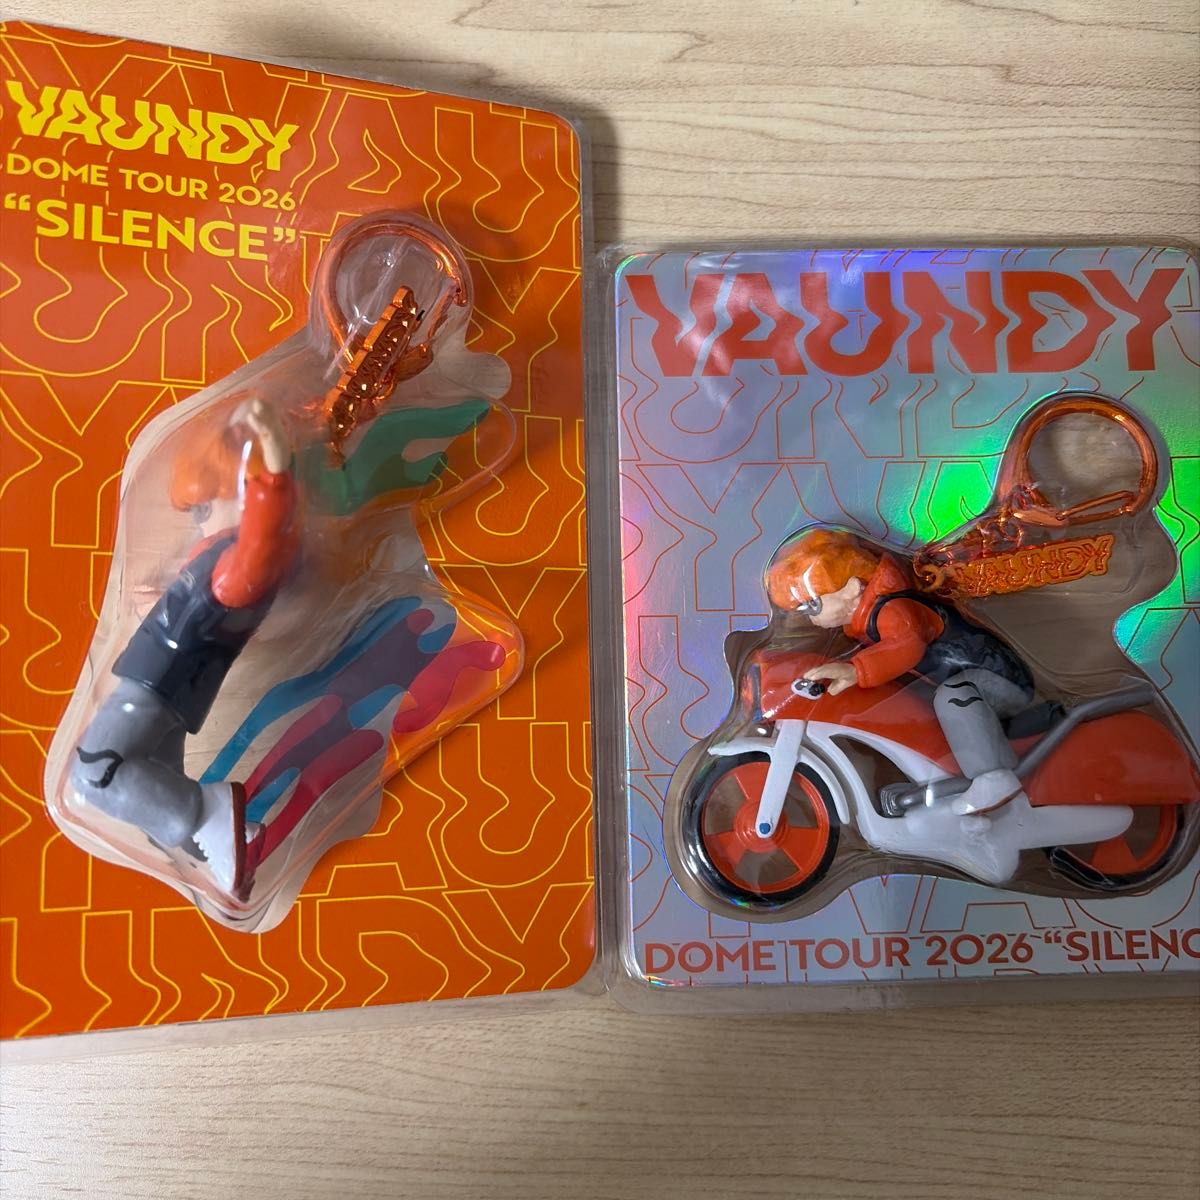 VAUNDY
DOME TOUR 2026
“SILENCE”
VAUNDY
VAUNDY
DOME TOUR 2026 “SILENC